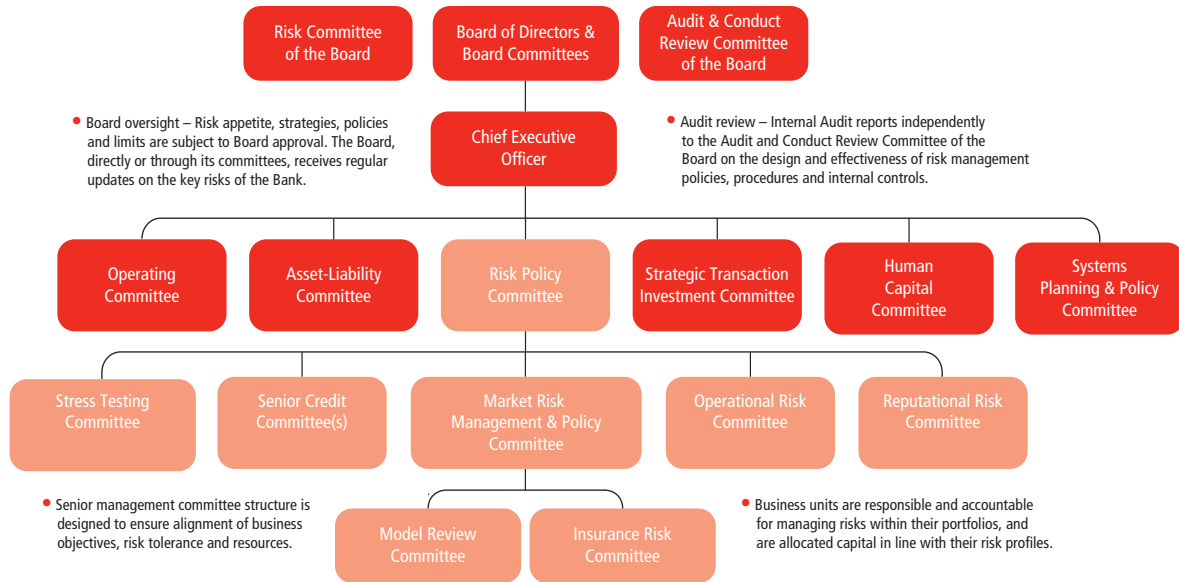 Risk Committee
of the Board
Board of Directors &
Board Committees
Audit & Conduct
Review Committee
of the Board
• Board oversight – Risk appetite, strategies, policies
and limits are subject to Board approval. The Board,
directly or through its committees, receives regular
updates on the key risks of the Bank.
Chief Executive
Officer
• Audit review – Internal Audit reports independently
to the Audit and Conduct Review Committee of the
Board on the design and effectiveness of risk management
policies, procedures and internal controls.
Operating
Committee
Asset-Liability
Committee
Risk Policy
Committee
Strategic Transaction
Investment Committee
Human
Capital
Committee
Systems
Planning & Policy
Committee
Stress Testing
Committee
Senior Credit
Committee(s)
Market Risk
Management & Policy
Committee
Operational Risk
Committee
Reputational Risk
Committee
• Senior management committee structure is
designed to ensure alignment of business
objectives, risk tolerance and resources.
Model Review
Committee
Insurance Risk
Committee
• Business units are responsible and accountable
for managing risks within their portfolios, and
are allocated capital in line with their risk profiles.